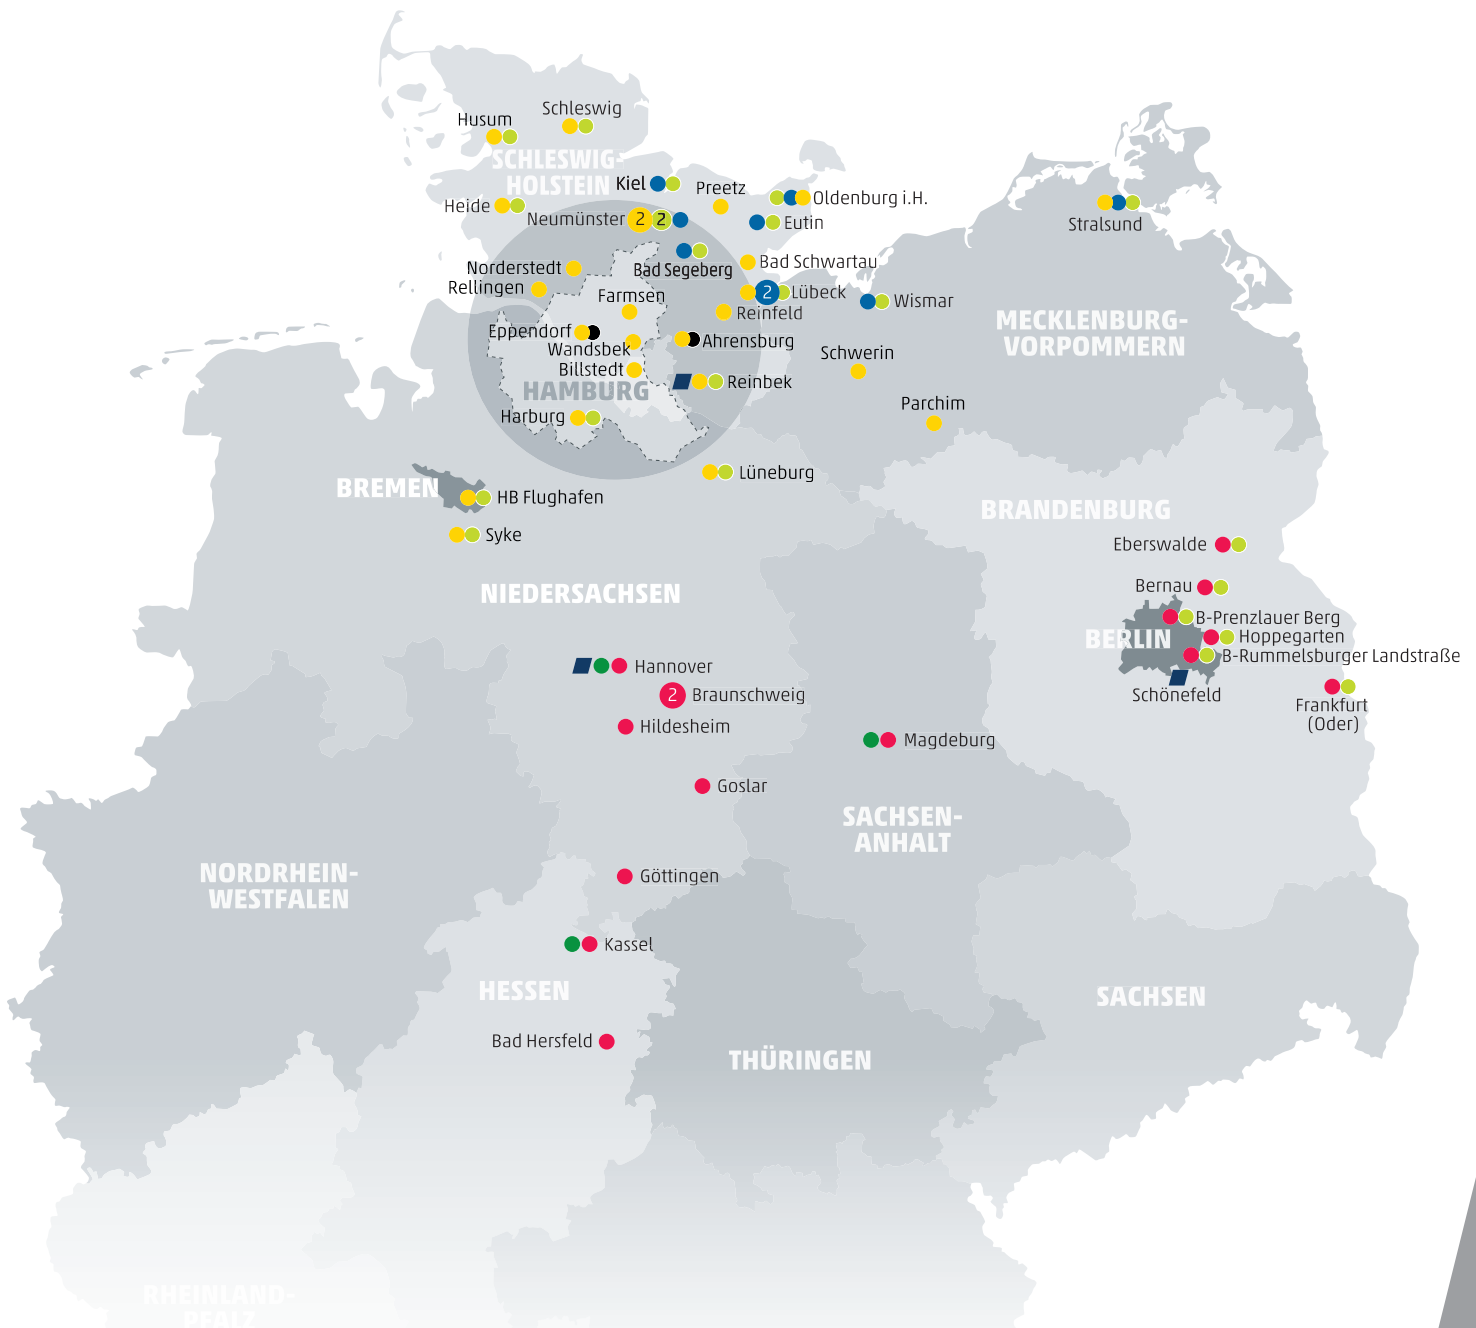 Schleswig
Husum
SCHLESWIG-
HOLSTEIN
Kiel
Preetz
Oldenburg i.H.
Heide
Neumünster
2
2
Eutin
Stralsund
Norderstedt
Bad Segeberg
Bad Schwartau
Rellingen
Farmsen
2
Lübeck
Wismar
Reinfeld
Eppendorf
Wandsbek
Ahrensburg
MECKLENBURG-
VORPOMMERN
Billstedt
Schwerin
HAMBURG
Reinbek
Harburg
Parchim
Lüneburg
BREMEN
HB Flughafen
BRANDENBURG
Syke
Eberswalde
NIEDERSACHSEN
Bernau
B-Prenzlauer Berg
BERLIN
Hoppegarten
B-Rummelsburger Landstraße
Hannover
2
Braunschweig
Schönefeld
Frankfurt
(Oder)
Hildesheim
Magdeburg
Goslar
SACHSEN-
ANHALT
NORDRHEIN-
WESTFALEN
Göttingen
Kassel
HESSEN
SACHSEN
Bad Hersfeld
THÜRINGEN
RHEINLAND-
PFALZ